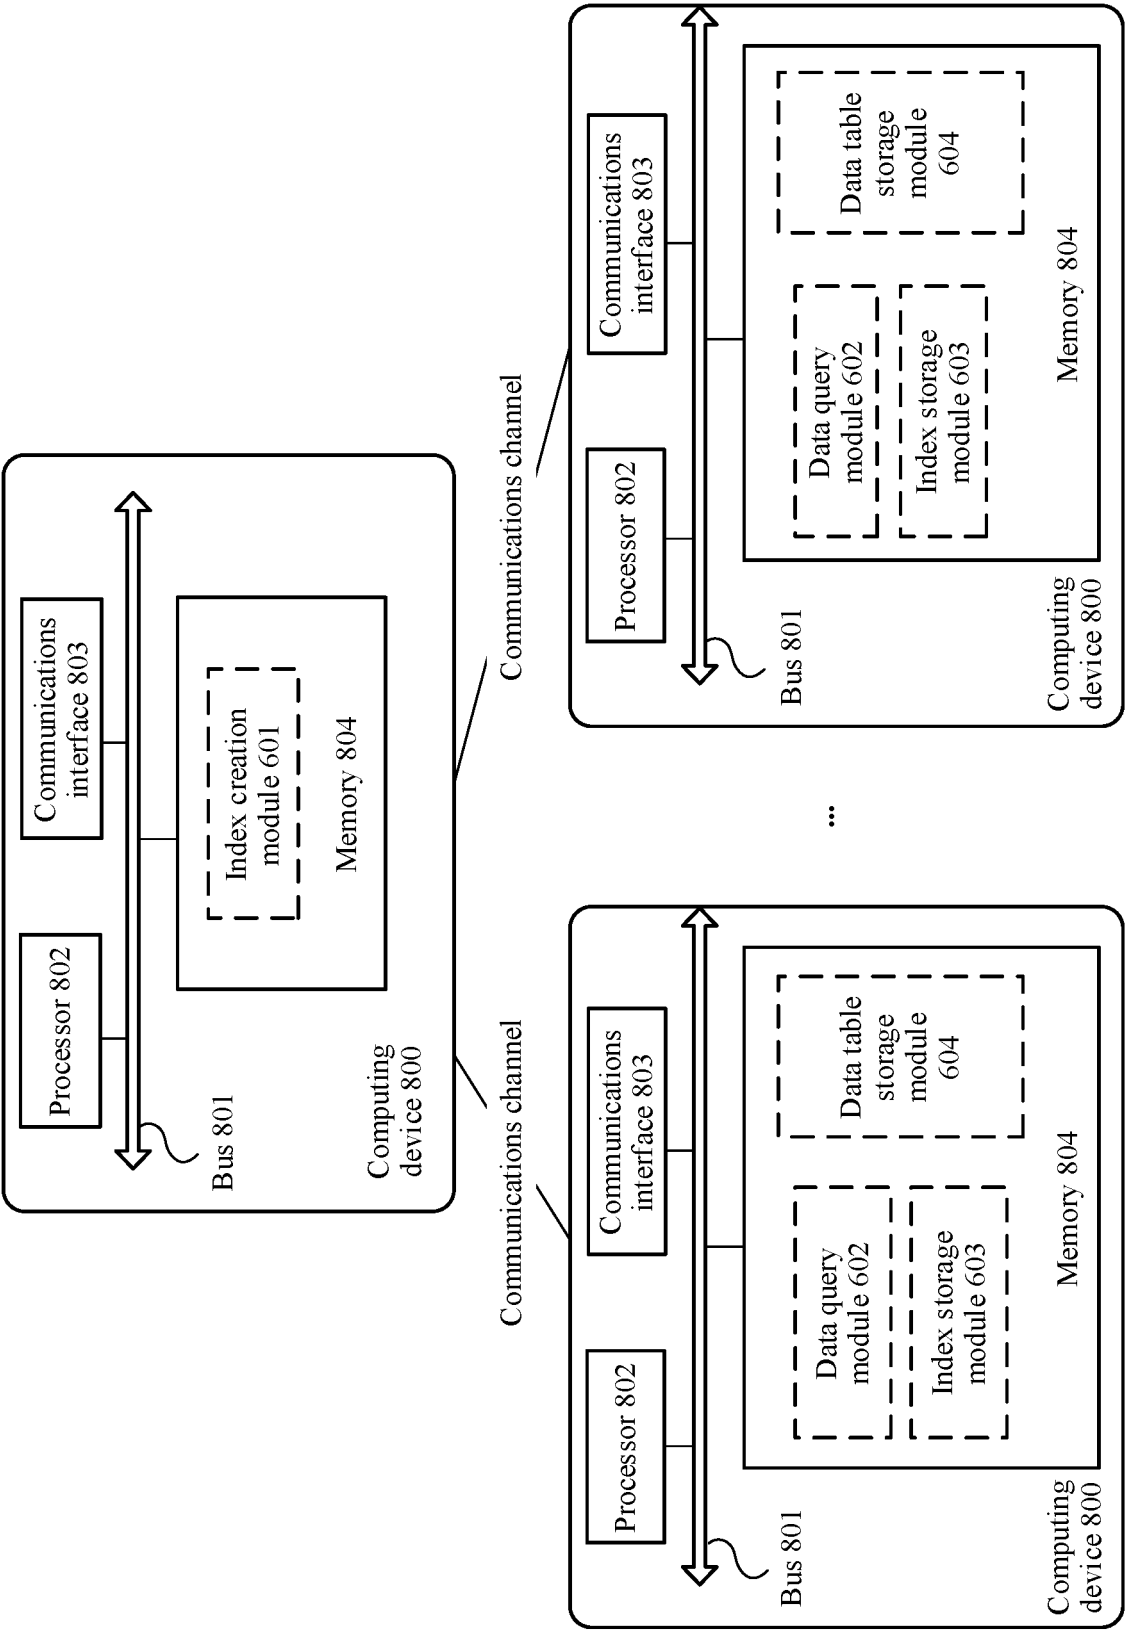 Processor 802
Communications
interface 803
Bus 801
Index creation
module 601
Memory 804
Computing
device 800
Communications channel
Communications channel
Processor 802
Communications
interface 803
Bus 801
Data query
module 602
Index storage
module 603
Data table
storage
module
604
Memory 804
Computing
device 800
...
Processor 802
Communications
interface 803
Bus 801
Data query
module 602
Index storage
module 603
Data table
storage
module
604
Memory 804
Computing
device 800